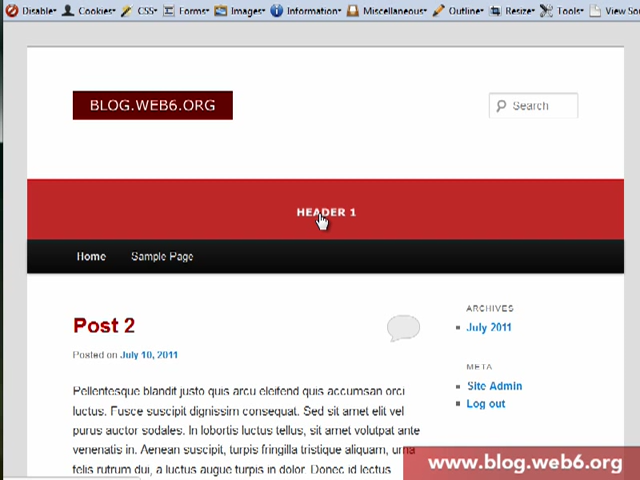 Disable Cookies CSS Forms Images Information Miscellaneous Outline Resize Tools View Sou
BLOG.WEB6.ORG
Search
HEADER 1
Home Sample Page
Post 2
Posted on July 10, 2011
Pellentesque blandit justo quis arcu eleifend quis accumsan orci
luctus. Fusce suscipit dignissim consequat. Sed sit amet elit vel
purus auctor sodales. In lobortis luctus tellus, sit amet volutpat ante
venenatis in. Aenean suscipit, turpis fringilla tristique aliquam, urna
felis rutrum dui, a luctus augue turpis in dolor. Donec id lectus
ARCHIVES
July 2011
META
Site Admin
Log out
www.blog.web6.org